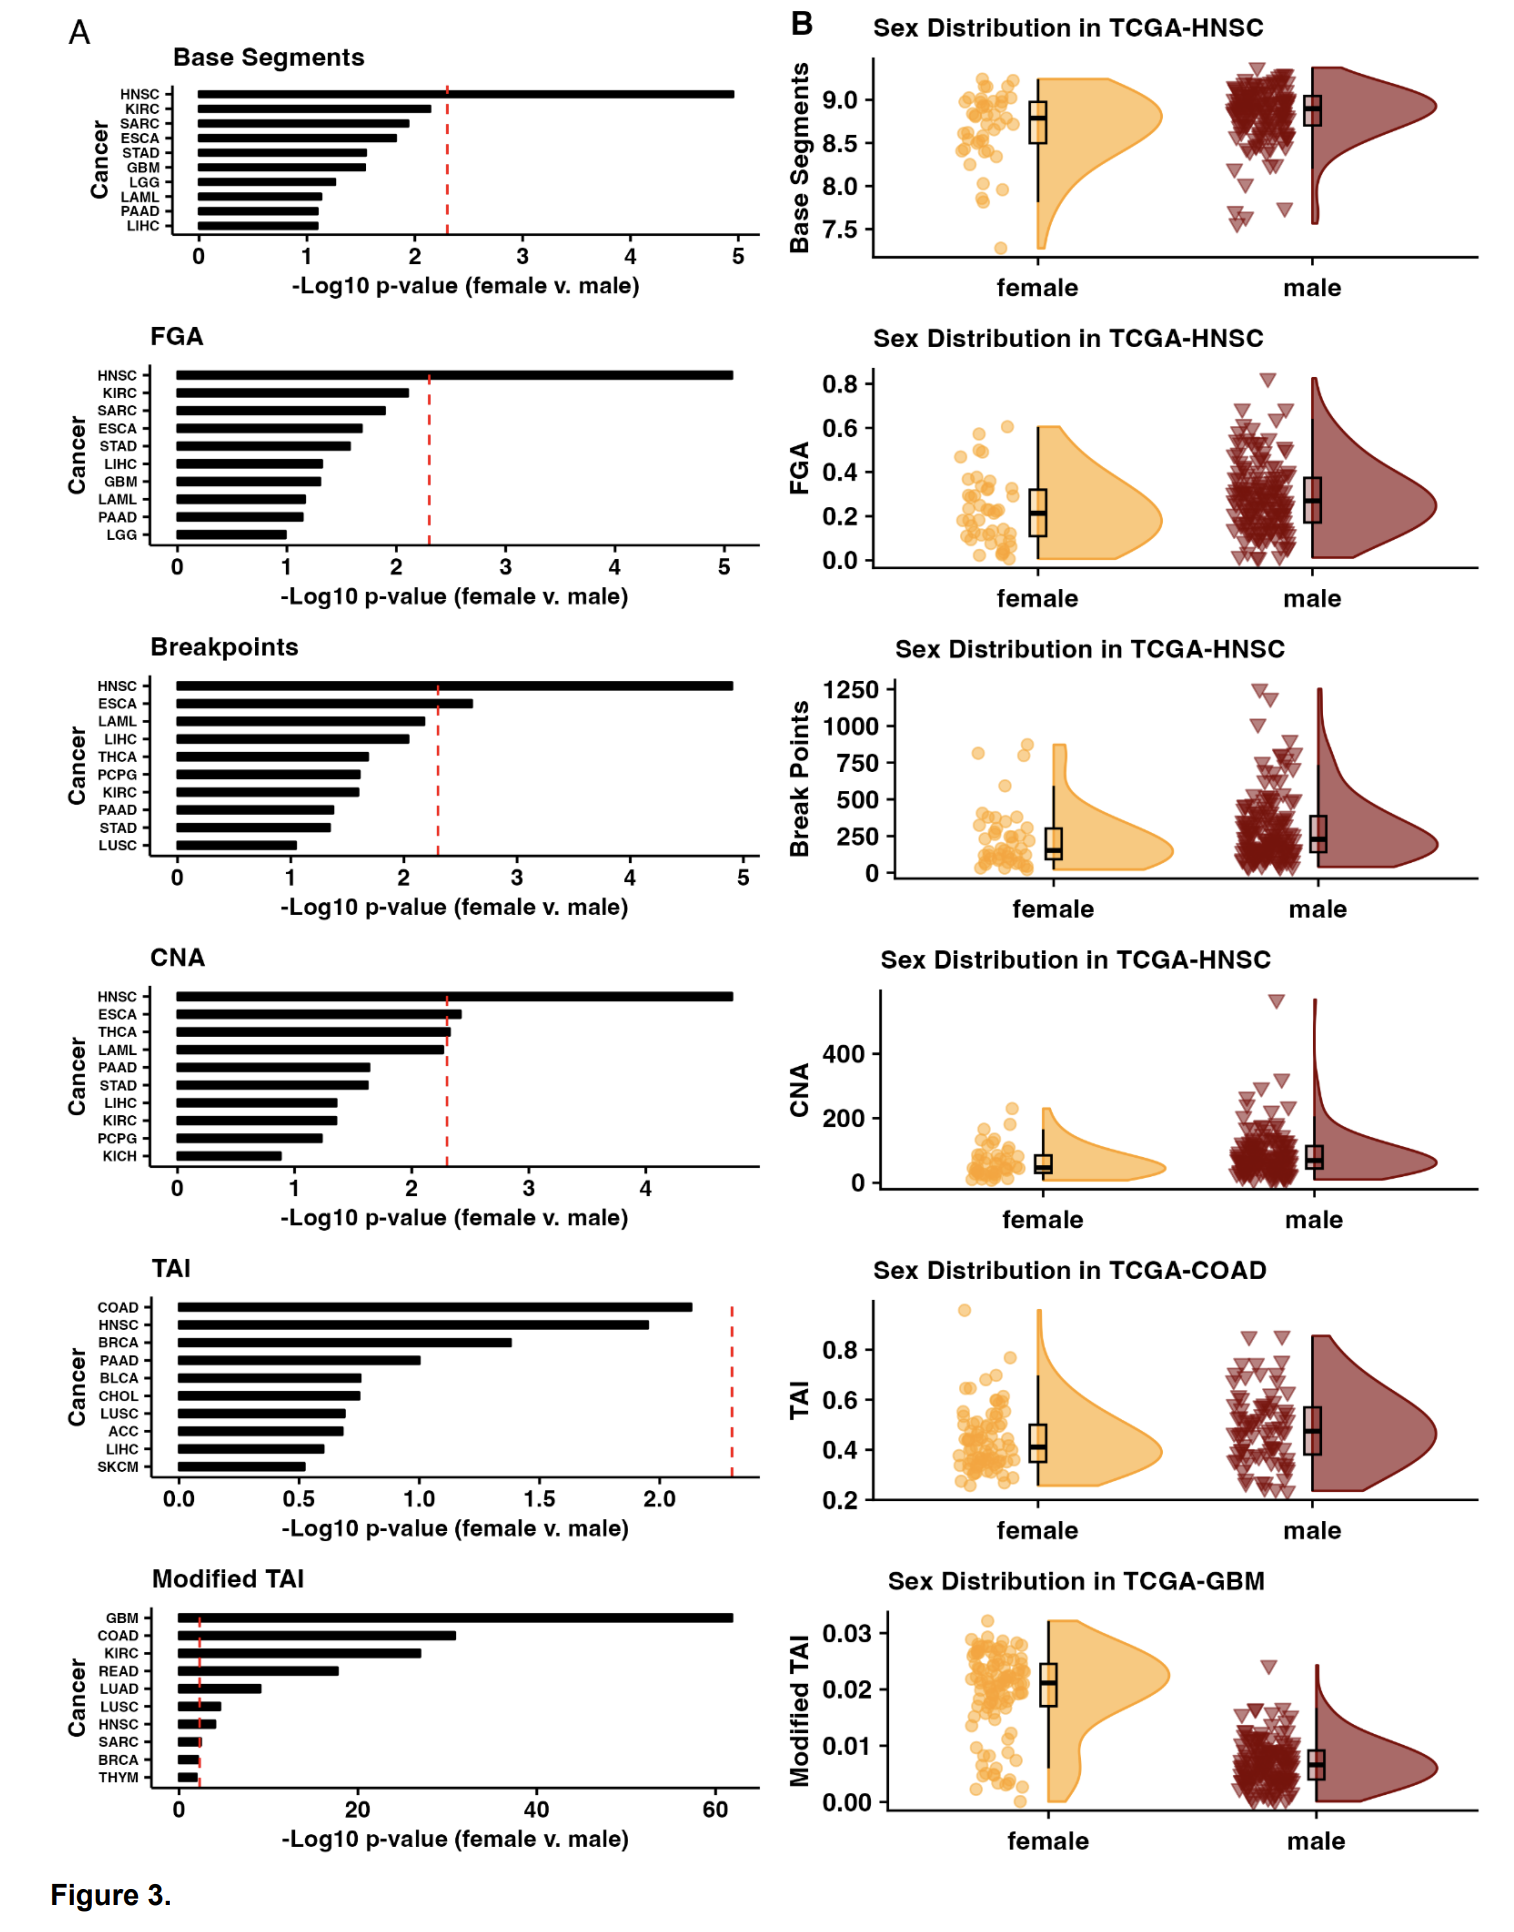 A
Base Segments
Cancer
HNSC
KIRC
SARC
ESCA
STAD
GBM
LGG
LAML
PAAD
LIHC
0 1 2 3 4 5
-Log10 p-value (female v. male)
FGA
Cancer
HNSC
KIRC
SARC
ESCA
STAD
LIHC
GBM
LAML
PAAD
LGG
0 1 2 3 4 5
-Log10 p-value (female v. male)
Breakpoints
Cancer
HNSC
ESCA
LAML
LIHC
THCA
PCPG
KIRC
PAAD
STAD
LUSC
0 1 2 3 4 5
-Log10 p-value (female v. male)
CNA
Cancer
HNSC
ESCA
THCA
LAML
PAAD
STAD
LIHC
KIRC
PCPG
KICH
0 1 2 3 4
-Log10 p-value (female v. male)
TAI
Cancer
COAD
HNSC
BRCA
PAAD
BLCA
CHOL
LUSC
ACC
LIHC
SKCM
0.0 0.5 1.0 1.5 2.0
-Log10 p-value (female v. male)
Modified TAI
Cancer
GBM
COAD
KIRC
READ
LUAD
LUSC
HNSC
SARC
BRCA
THYM
0 20 40 60
-Log10 p-value (female v. male)
B
Sex Distribution in TCGA-HNSC
Base Segments
9.0
8.5
8.0
7.5
female male
Sex Distribution in TCGA-HNSC
FGA
0.8
0.6
0.4
0.2
0.0
female male
Sex Distribution in TCGA-HNSC
Break Points
1250
1000
750
500
250
0
female male
Sex Distribution in TCGA-HNSC
CNA
400
200
0
female male
Sex Distribution in TCGA-COAD
TAI
0.8
0.6
0.4
0.2
female male
Sex Distribution in TCGA-GBM
Modified TAI
0.03
0.02
0.01
0.00
female male
Figure 3.